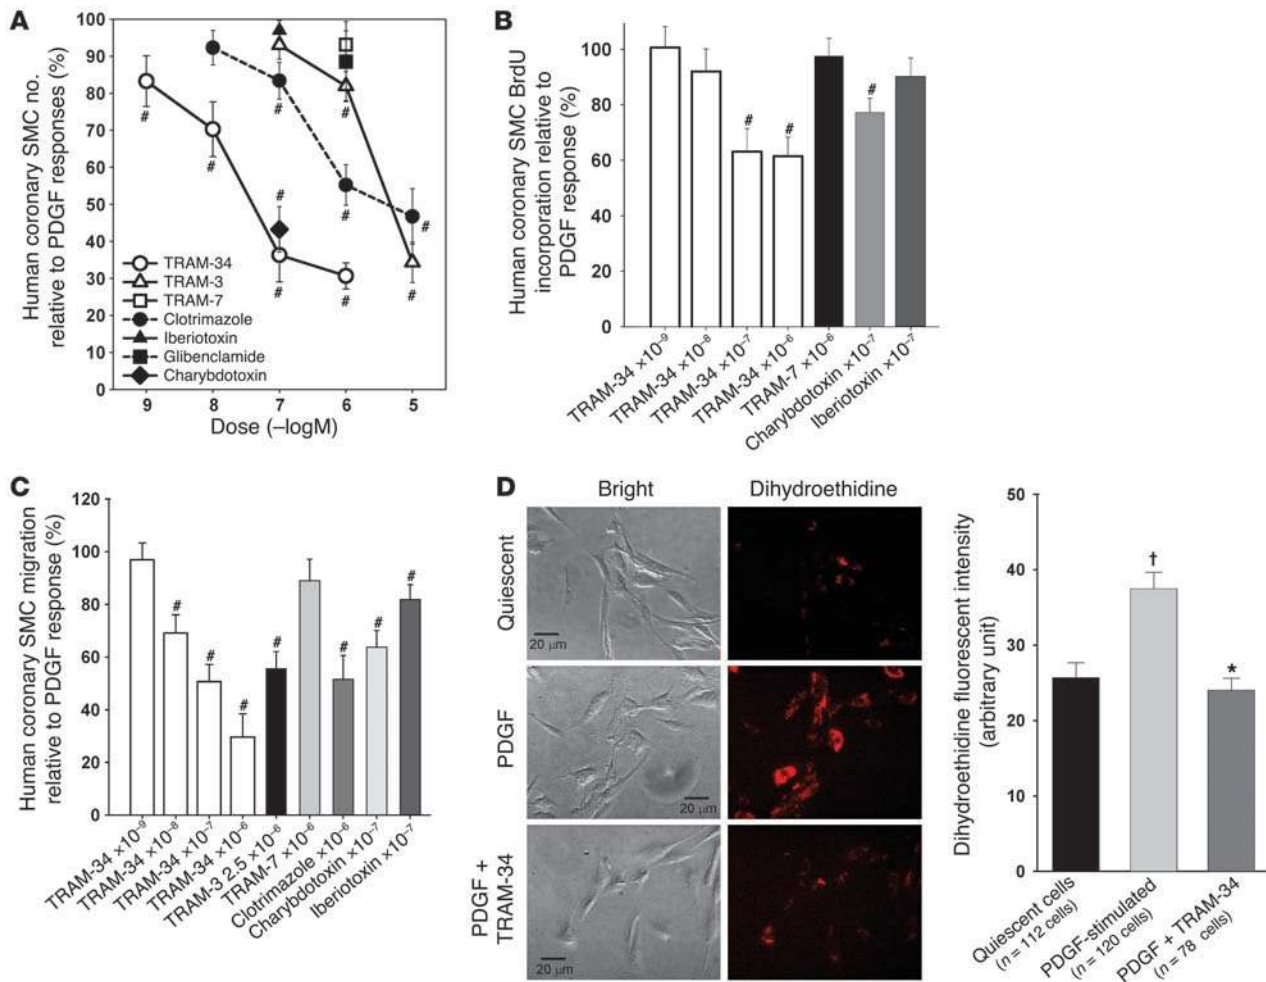 A
Human coronary SMC no.
relative to PDGF responses (%)
100
90
80
70
60
50
40
30
20
10
0
# # # # # # # # # # #
TRAM-34
TRAM-3
TRAM-7
Clotrimazole
Iberiotoxin
Glibenclamide
Charybdotoxin
9 8 7 6 5
Dose (–logM)
B
Human coronary SMC BrdU
incorporation relative to
PDGF response (%)
100
80
60
40
20
0
# # #
TRAM-34 ×10⁻⁹
TRAM-34 ×10⁻⁸
TRAM-34 ×10⁻⁷
TRAM-34 ×10⁻⁶
TRAM-7 ×10⁻⁶
Charybdotoxin ×10⁻⁷
Iberiotoxin ×10⁻⁷
C
Human coronary SMC migration
relative to PDGF response (%)
120
100
80
60
40
20
0
# # # # # # #
TRAM-34 ×10⁻⁹
TRAM-34 ×10⁻⁸
TRAM-34 ×10⁻⁷
TRAM-34 ×10⁻⁶
TRAM-3 2.5 ×10⁻⁶
TRAM-7 ×10⁻⁶
Clotrimazole ×10⁻⁶
Charybdotoxin ×10⁻⁷
Iberiotoxin ×10⁻⁷
D
Bright
Dihydroethidine
Quiescent
20 μm
PDGF
20 μm
PDGF +
TRAM-34
20 μm
Dihydroethidine fluorescent intensity
(arbitrary unit)
50
40
30
20
10
0
† *
Quiescent cells
(n = 112 cells)
PDGF-stimulated
(n = 120 cells)
PDGF + TRAM-34
(n = 78 cells)